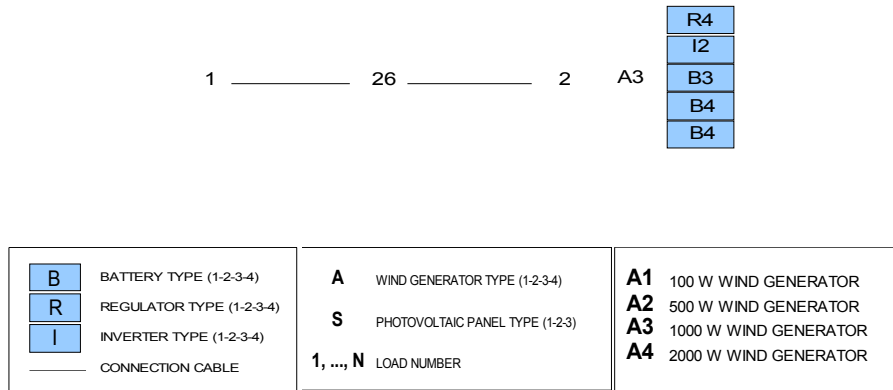 R4
I2
1 26 2 A3 B3
B4
B4
B BATTERY TYPE (1-2-3-4)
R REGULATOR TYPE (1-2-3-4)
I INVERTER TYPE (1-2-3-4)
CONNECTION CABLE
A WIND GENERATOR TYPE (1-2-3-4)
S PHOTOVOLTAIC PANEL TYPE (1-2-3)
1, ..., N LOAD NUMBER
A1 100 W WIND GENERATOR
A2 500 W WIND GENERATOR
A3 1000 W WIND GENERATOR
A4 2000 W WIND GENERATOR